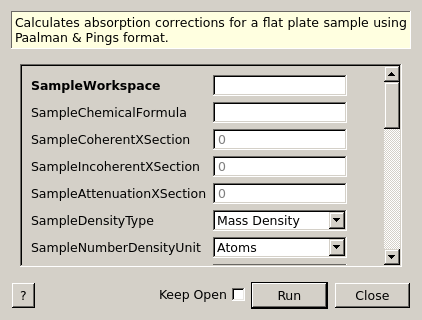 Calculates absorption corrections for a flat plate sample using
Paalman & Pings format.
SampleWorkspace
SampleChemicalFormula
SampleCoherentXSection 0
SampleIncoherentXSection 0
SampleAttenuationXSection 0
SampleDensityType Mass Density
SampleNumberDensityUnit Atoms
? Keep Open Run Close